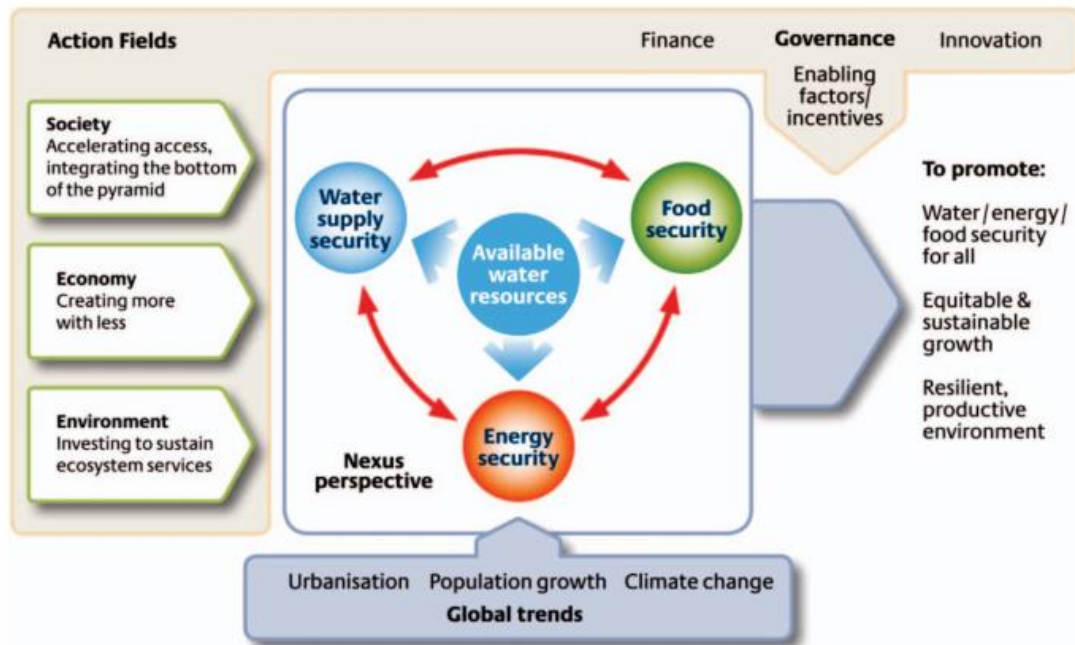 Action Fields
Finance
Governance
Innovation
Enabling
factors/
incentives
Society
Accelerating access,
integrating the bottom
of the pyramid
Economy
Creating more
with less
Environment
Investing to sustain
ecosystem services
Water
supply
security
Food
security
Available
water
resources
Energy
security
Nexus
perspective
To promote:
Water/energy/
food security
for all
Equitable &
sustainable
growth
Resilient,
productive
environment
Urbanisation Population growth Climate change
Global trends